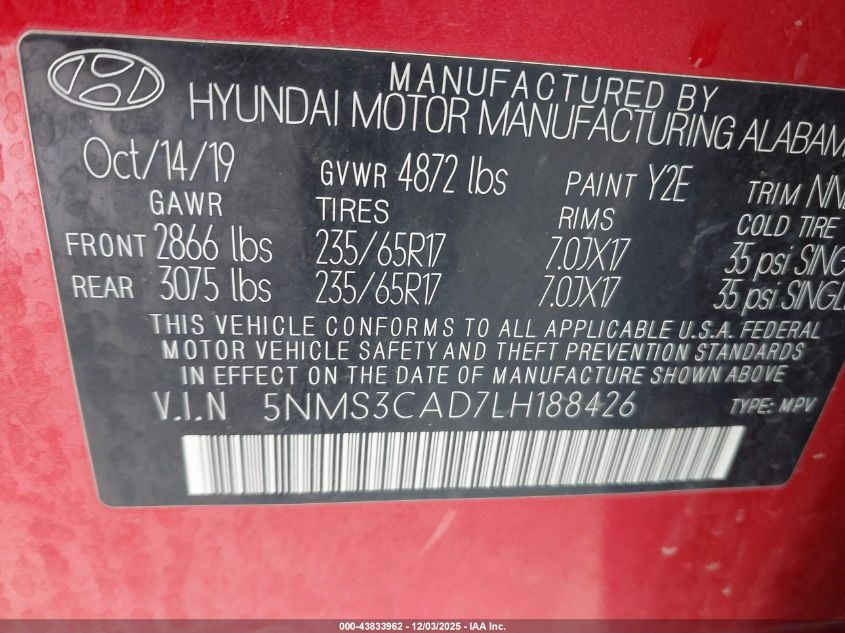 MANUFACTURED BY
HYUNDAI MOTOR MANUFACTURING ALABAM
Oct/14/19 GVWR 4872 lbs PAINT Y2E TRIM NN
GAWR TIRES RIMS COLD TIRE
FRONT 2866 lbs 235/65R17 7.0JX17 35 psi SING
REAR 3075 lbs 235/65R17 7.0JX17 35 psi SINGL
THIS VEHICLE CONFORMS TO ALL APPLICABLE U.S.A. FEDERAL
MOTOR VEHICLE SAFETY AND THEFT PREVENTION STANDARDS
IN EFFECT ON THE DATE OF MANUFACTURE SHOWN ABOVE
V.I.N 5NMS3CAD7LH188426 TYPE: MPV
000-43833962 - 12/03/2025 - IAA Inc.